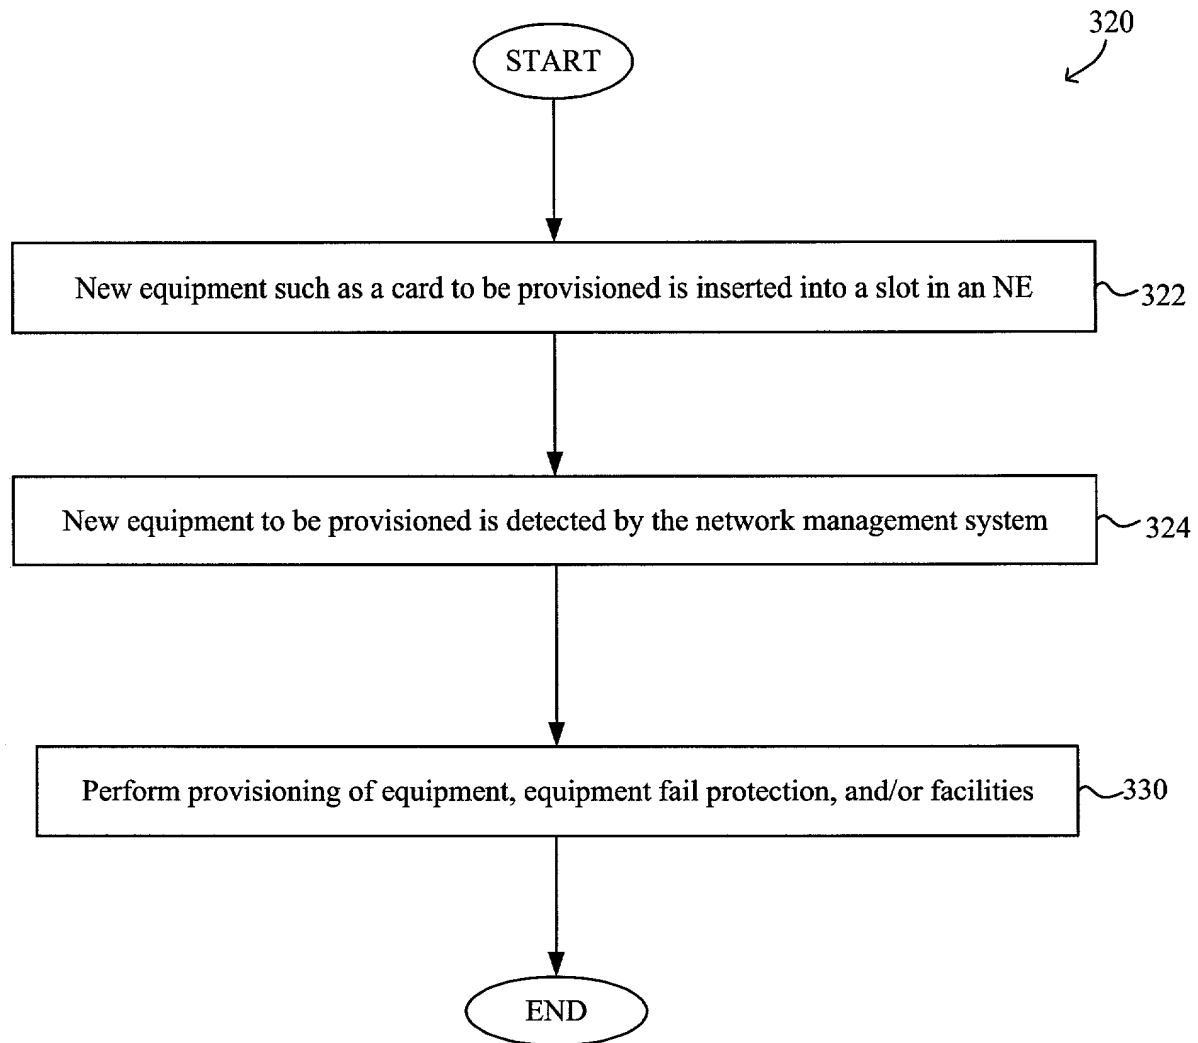 320
START
New equipment such as a card to be provisioned is inserted into a slot in an NE
322
New equipment to be provisioned is detected by the network management system
324
Perform provisioning of equipment, equipment fail protection, and/or facilities
330
END